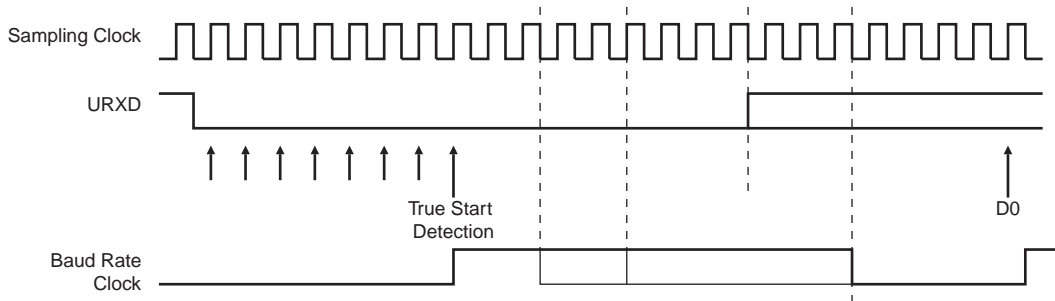 Sampling Clock
URXD
True Start
Detection
D0
Baud Rate
Clock